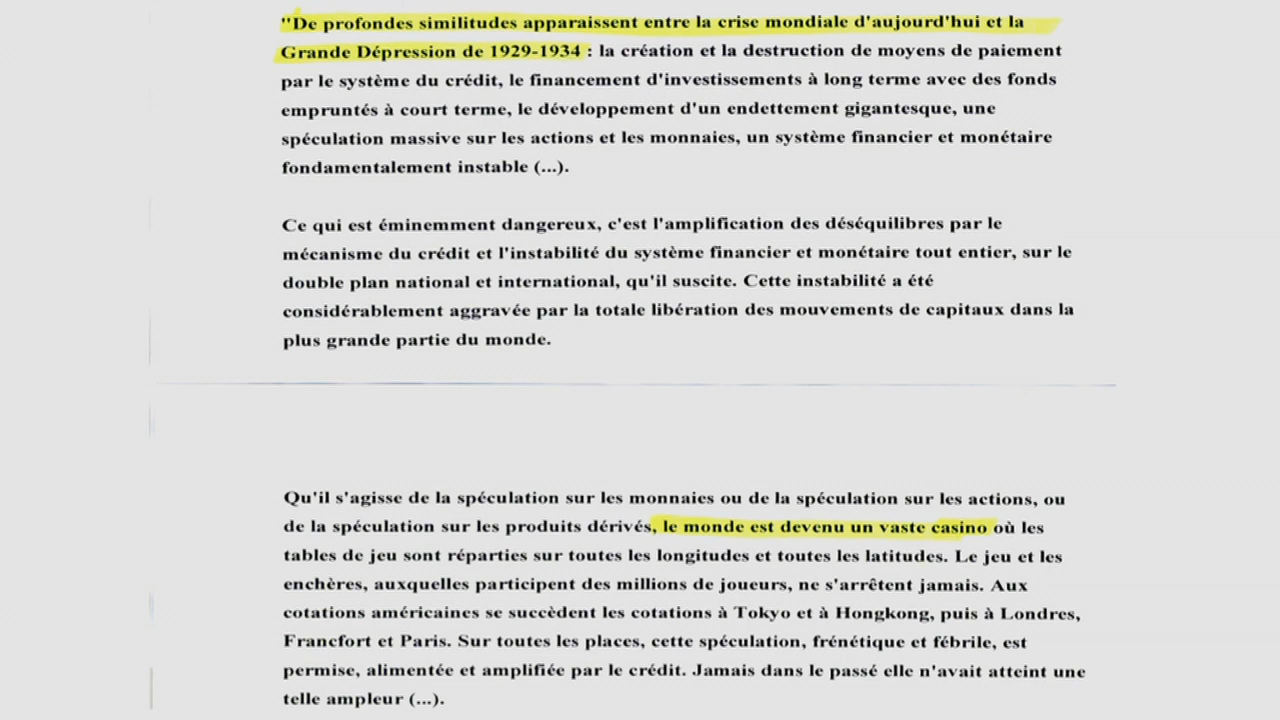 "De profondes similitudes apparaissent entre la crise mondiale d'aujourd'hui et la
Grande Dépression de 1929-1934 : la création et la destruction de moyens de paiement
par le système du crédit, le financement d'investissements à long terme avec des fonds
empruntés à court terme, le développement d'un endettement gigantesque, une
spéculation massive sur les actions et les monnaies, un système financier et monétaire
fondamentalement instable (...).
Ce qui est éminemment dangereux, c'est l'amplification des déséquilibres par le
mécanisme du crédit et l'instabilité du système financier et monétaire tout entier, sur le
double plan national et international, qu'il suscite. Cette instabilité a été
considérablement aggravée par la totale libération des mouvements de capitaux dans la
plus grande partie du monde.
Qu'il s'agisse de la spéculation sur les monnaies ou de la spéculation sur les actions, ou
de la spéculation sur les produits dérivés, le monde est devenu un vaste casino où les
tables de jeu sont réparties sur toutes les longitudes et toutes les latitudes. Le jeu et les
enchères, auxquelles participent des millions de joueurs, ne s'arrêtent jamais. Aux
cotations américaines se succèdent les cotations à Tokyo et à Hongkong, puis à Londres,
Francfort et Paris. Sur toutes les places, cette spéculation, frénétique et fébrile, est
permise, alimentée et amplifiée par le crédit. Jamais dans le passé elle n'avait atteint une
telle ampleur (...).